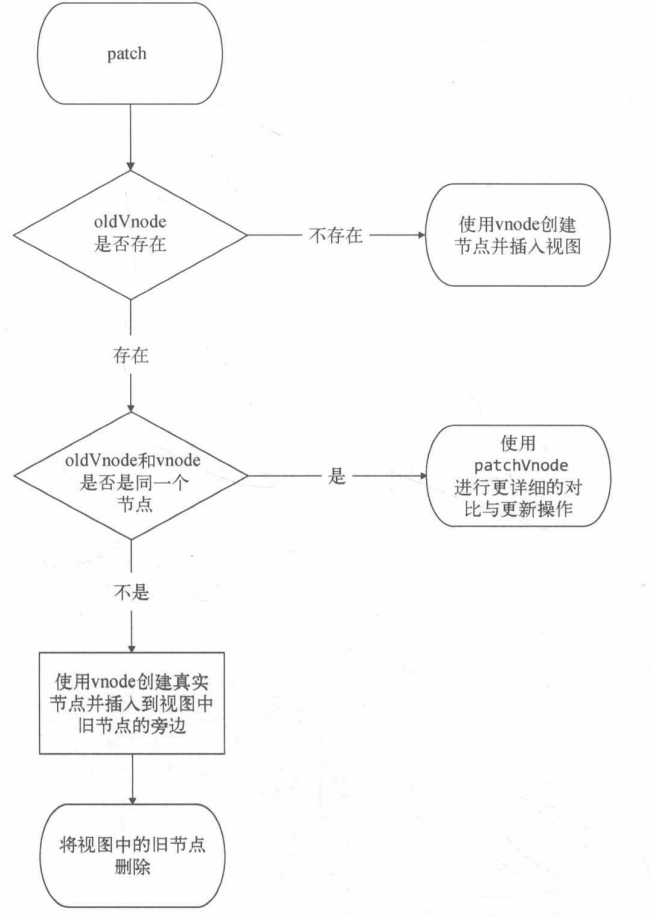 patch
oldVnode
是否存在
不存在
使用vnode创建
节点并插入视图
存在
oldVnode和vnode
是否是同一个
节点
是
使用
patchVnode
进行更详细的对
比与更新操作
不是
使用vnode创建真实
节点并插入到视图中
旧节点的旁边
将视图中的旧节点
删除